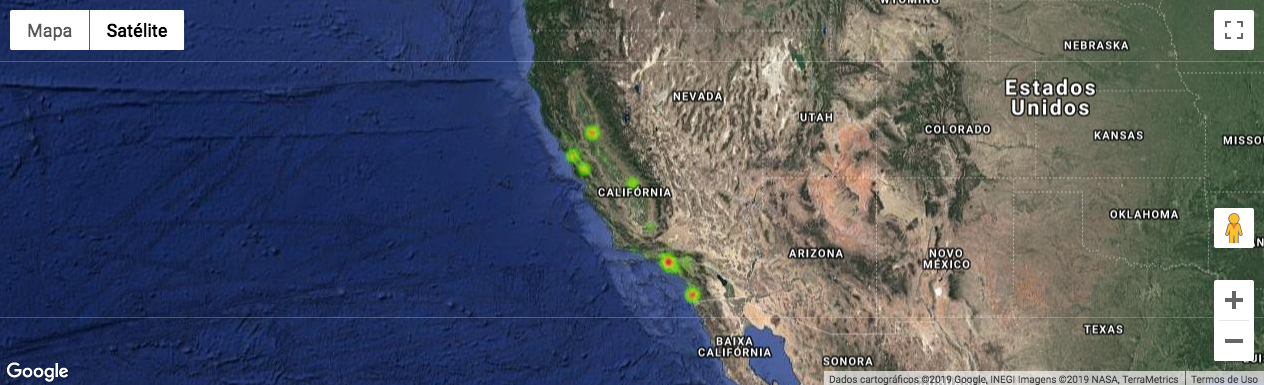 Mapa
Satélite
WYOMING
NEBRASKA
Estados
Unidos
NEVADA
UTAH
COLORADO
KANSAS
MISSO
CALIFÓRNIA
OKLAHOMA
ARIZONA
NOVO
MÉXICO
AN
TEXAS
BAIXA
CALIFÓRNIA
SONORA
Google
Dados cartográficos ©2019 Google, INEGI Imagens ©2019 NASA, TerraMetrics
Termos de Uso